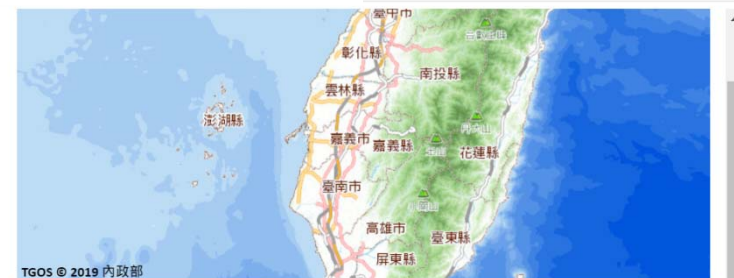 臺中市
彰化縣
南投縣
雲林縣
澎湖縣
嘉義市
嘉義縣
花蓮縣
臺南市
高雄市
臺東縣
屏東縣
TGOS © 2019 內政部